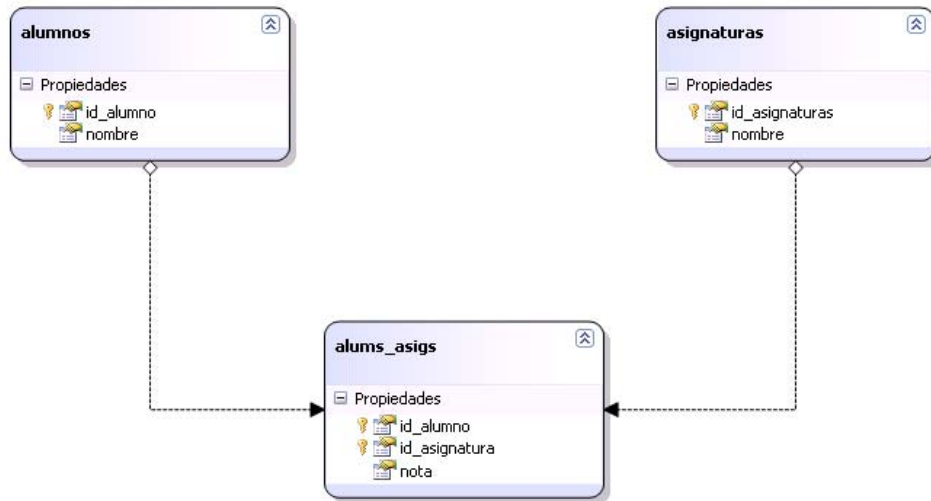 alumnos
Propiedades
id_alumno
nombre
asignaturas
Propiedades
id_asignaturas
nombre
alums_asigs
Propiedades
id_alumno
id_asignatura
nota